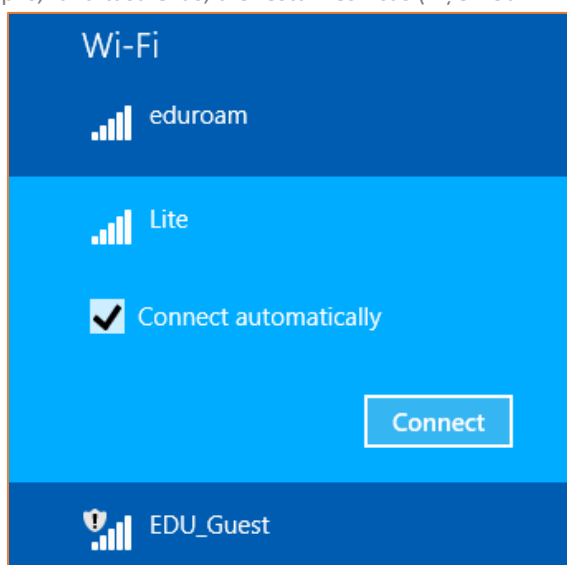 Wi-Fi
eduroam
Lite
Connect automatically
Connect
EDU_Guest